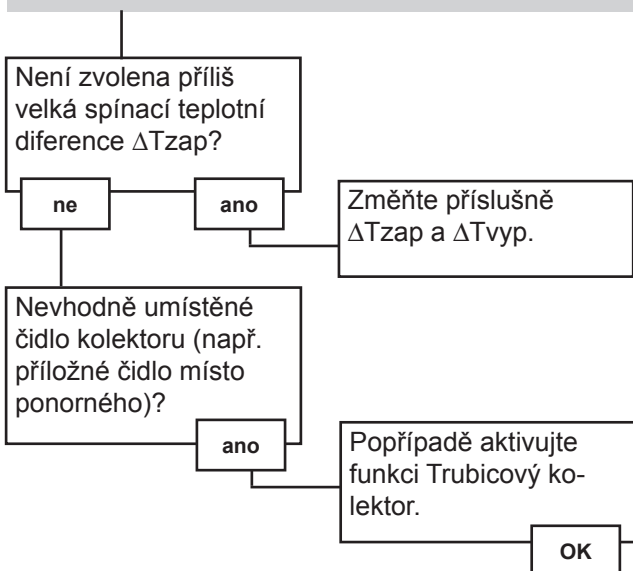 Není zvolena příliš
velká spínací teplotní
diference ∆Tzap?
ne
ano
Změňte příslušně
∆Tzap a ∆Tvyp.
Nevhodně umístěné
čidlo kolektoru (např.
příložné čidlo místo
ponorného)?
ano
Popřípadě aktivujte
funkci Trubicový ko-
lektor.
OK